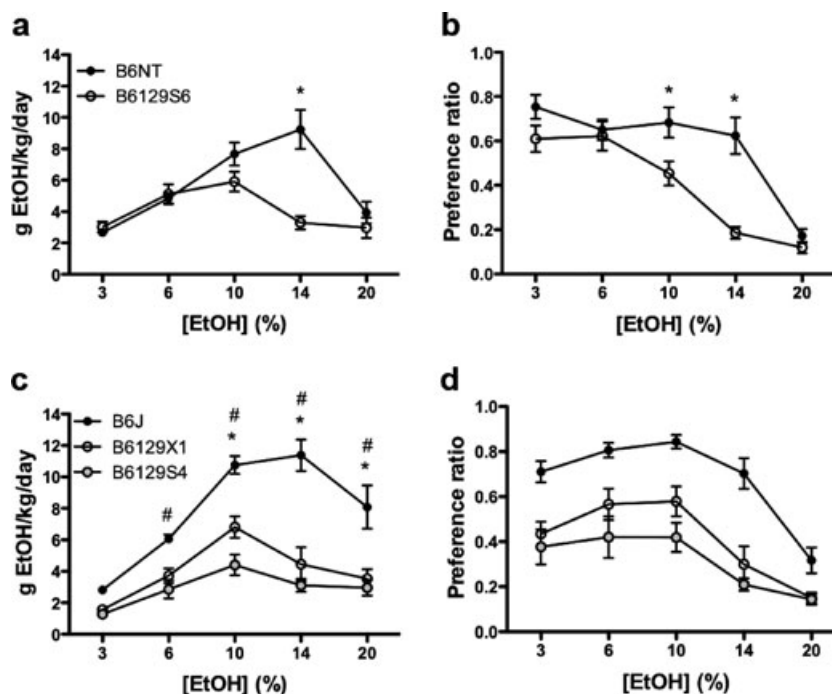 a
14
12
10
8
6
4
2
0
g EtOH/kg/day
B6NT
B6129S6
*
3 6 10 14 20
[EtOH] (%)
b
1.0
0.8
0.6
0.4
0.2
0.0
Preference ratio
* *
3 6 10 14 20
[EtOH] (%)
c
14
12
10
8
6
4
2
0
g EtOH/kg/day
B6J
B6129X1
B6129S4
#
# *
# *
# *
3 6 10 14 20
[EtOH] (%)
d
1.0
0.8
0.6
0.4
0.2
0.0
Preference ratio
3 6 10 14 20
[EtOH] (%)